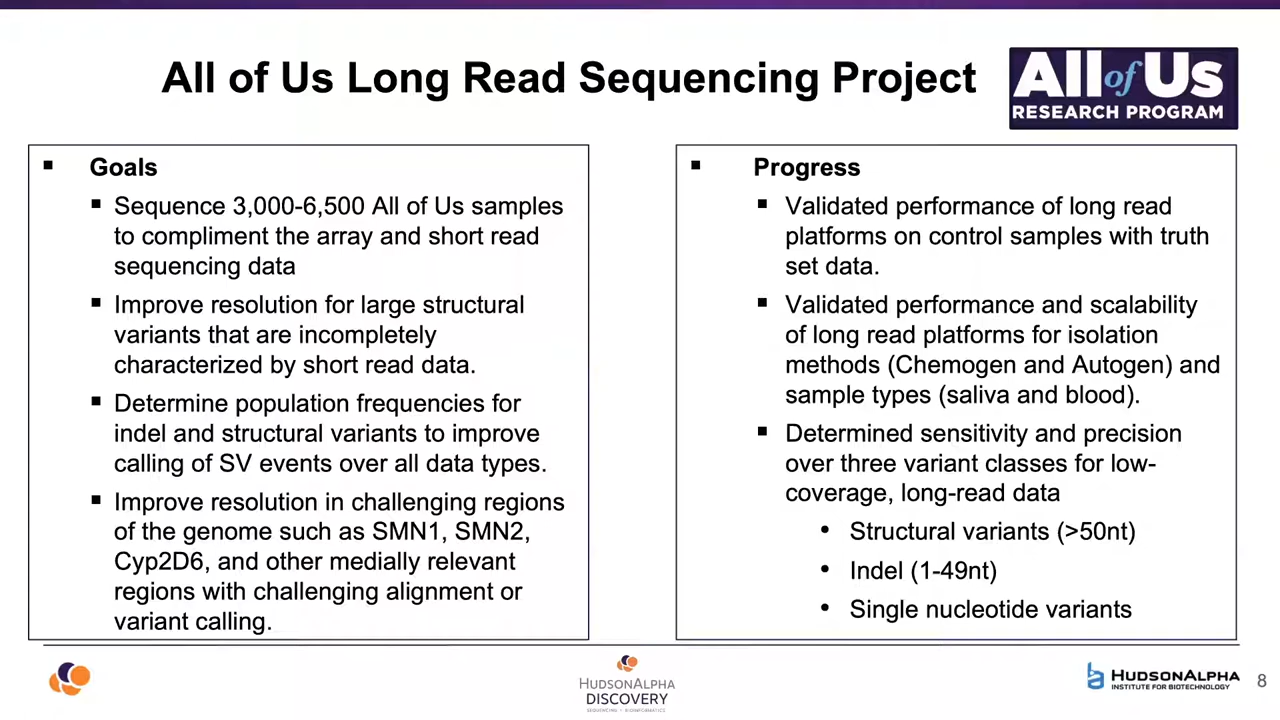 All of Us Long Read Sequencing Project
All of Us
RESEARCH PROGRAM
Goals
Sequence 3,000-6,500 All of Us samples
to compliment the array and short read
sequencing data
Improve resolution for large structural
variants that are incompletely
characterized by short read data.
Determine population frequencies for
indel and structural variants to improve
calling of SV events over all data types.
Improve resolution in challenging regions
of the genome such as SMN1, SMN2,
Cyp2D6, and other medially relevant
regions with challenging alignment or
variant calling.
Progress
Validated performance of long read
platforms on control samples with truth
set data.
Validated performance and scalability
of long read platforms for isolation
methods (Chemogen and Autogen) and
sample types (saliva and blood).
Determined sensitivity and precision
over three variant classes for low-
coverage, long-read data
Structural variants (>50nt)
Indel (1-49nt)
Single nucleotide variants
HUDSONALPHA
DISCOVERY
SEQUENCING • BIOINFORMATICS
HUDSONALPHA
INSTITUTE FOR BIOTECHNOLOGY
8